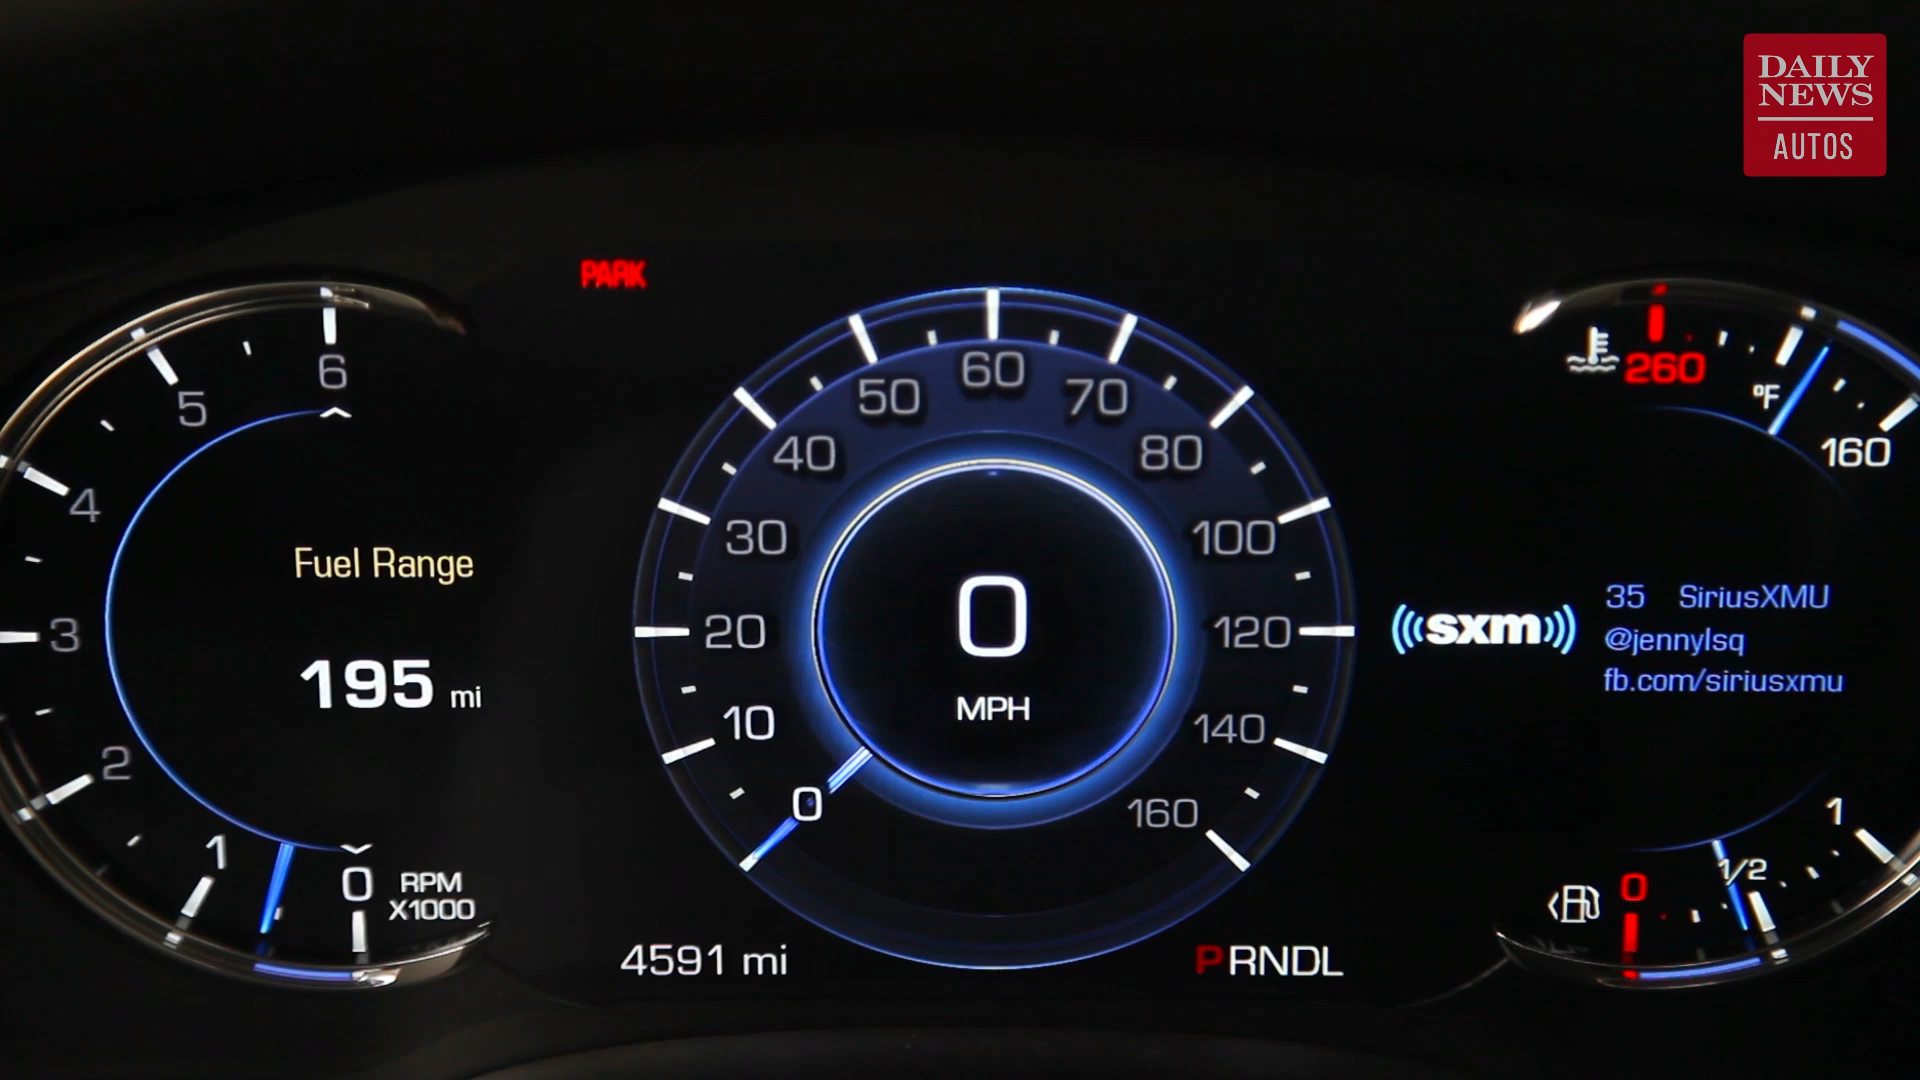 DAILY
NEWS
AUTOS
PARK
6
5
4
3
2
1
0
RPM
X1000
Fuel Range
195 mi
0
10
20
30
40
50
60
70
80
100
120
140
160
0
MPH
4591 mi
PRNDL
260
°F
160
sxm
35 SiriusXMU
@jennylsq
fb.com/siriusxmu
0
1/2
1